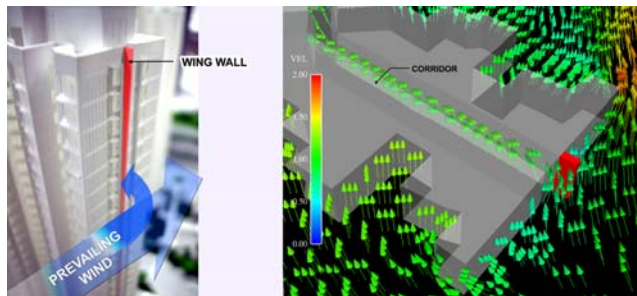 WING WALL
PREVAILING
WIND
VEL
2.00
1.50
1.00
0.50
0.00
CORRIDOR